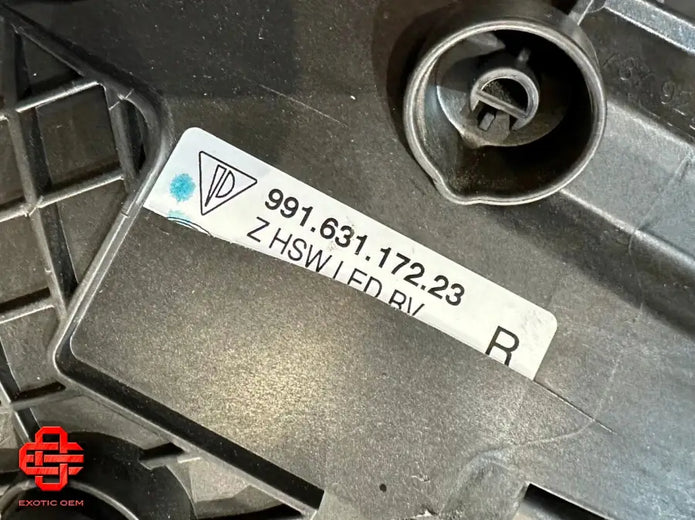 991.631.172.23
Z HSW LED RV
R
EXOTIC OEM